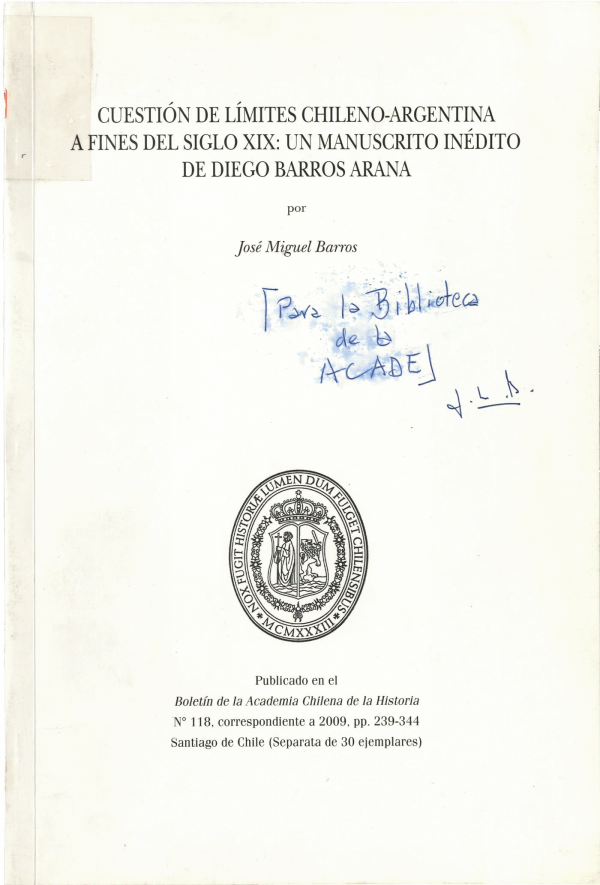 CUESTIÓN DE LÍMITES CHILENO-ARGENTINA
A FINES DEL SIGLO XIX: UN MANUSCRITO INÉDITO
DE DIEGO BARROS ARANA
por
José Miguel Barros
[Para la Biblioteca
de la
ACADE]
NOX FUGIT HISTORIÆ LUMEN DUM FULGET CHILENSIBUS
* MCMXXXIII *
Publicado en el
Boletín de la Academia Chilena de la Historia
N° 118, correspondiente a 2009, pp. 239-344
Santiago de Chile (Separata de 30 ejemplares)